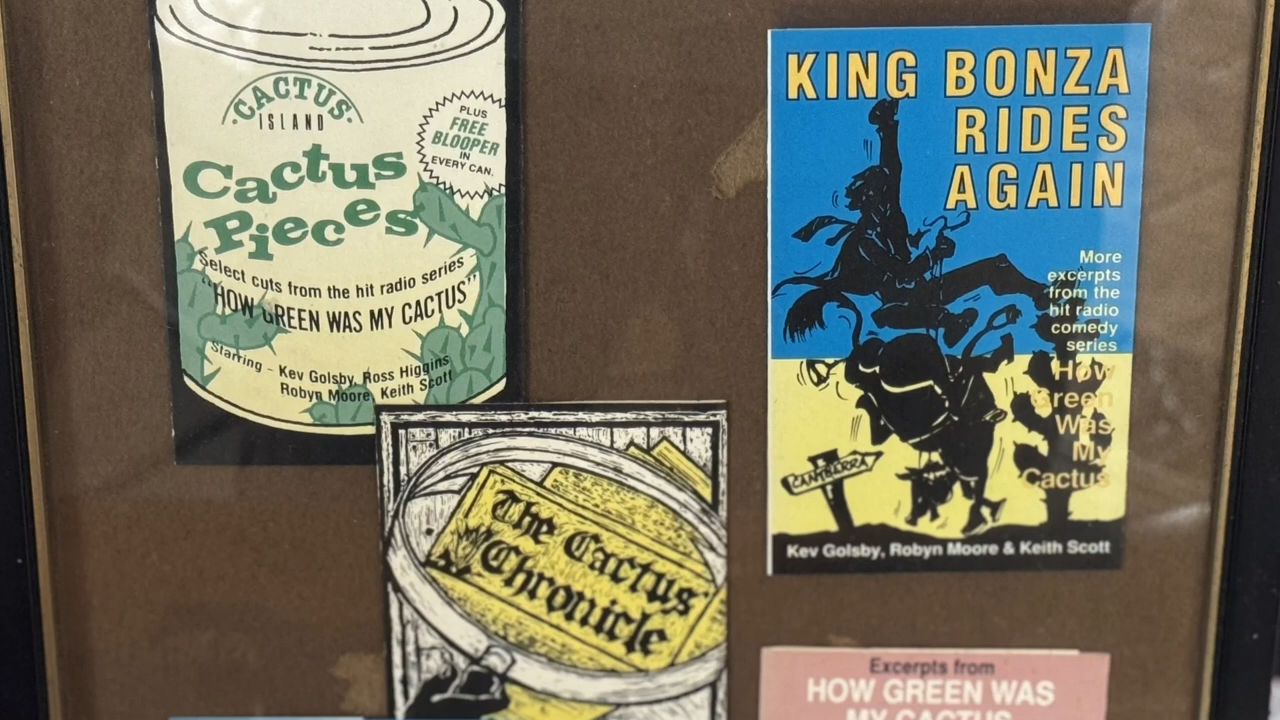 CACTUS
ISLAND
PLUS
FREE
BLOOPER
IN
EVERY CAN.
Cactus
Pieces
Select cuts from the hit radio series
"HOW GREEN WAS MY CACTUS"
Starring - Kev Golsby, Ross Higgins
Robyn Moore, Keith Scott
KING BONZA
RIDES
AGAIN
More
excerpts
from the
hit radio
comedy
series
How
Green
Was
My
Cactus
CANTBERRA
Kev Golsby, Robyn Moore & Keith Scott
The Cactus
Chronicle
Excerpts from
HOW GREEN WAS
MY CACTUS